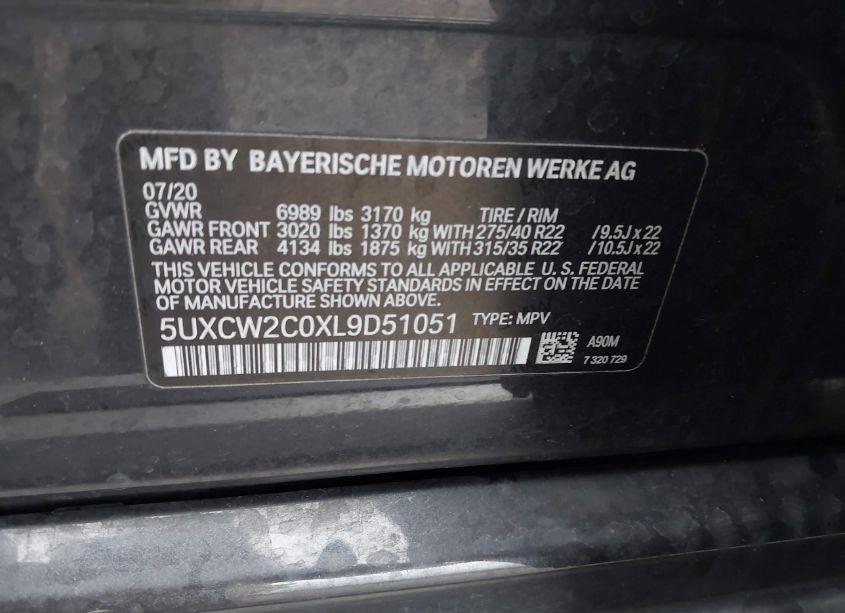 MFD BY BAYERISCHE MOTOREN WERKE AG
07/20
GVWR 6989 lbs 3170 kg TIRE / RIM
GAWR FRONT 3020 lbs 1370 kg WITH 275/40 R22 /9.5J x 22
GAWR REAR 4134 lbs 1875 kg WITH 315/35 R22 /10.5J x 22
THIS VEHICLE CONFORMS TO ALL APPLICABLE U. S. FEDERAL
MOTOR VEHICLE SAFETY STANDARDS IN EFFECT ON THE DATE
OF MANUFACTURE SHOWN ABOVE.
5UXCW2C0XL9D51051 TYPE: MPV
A90M
7 320 729